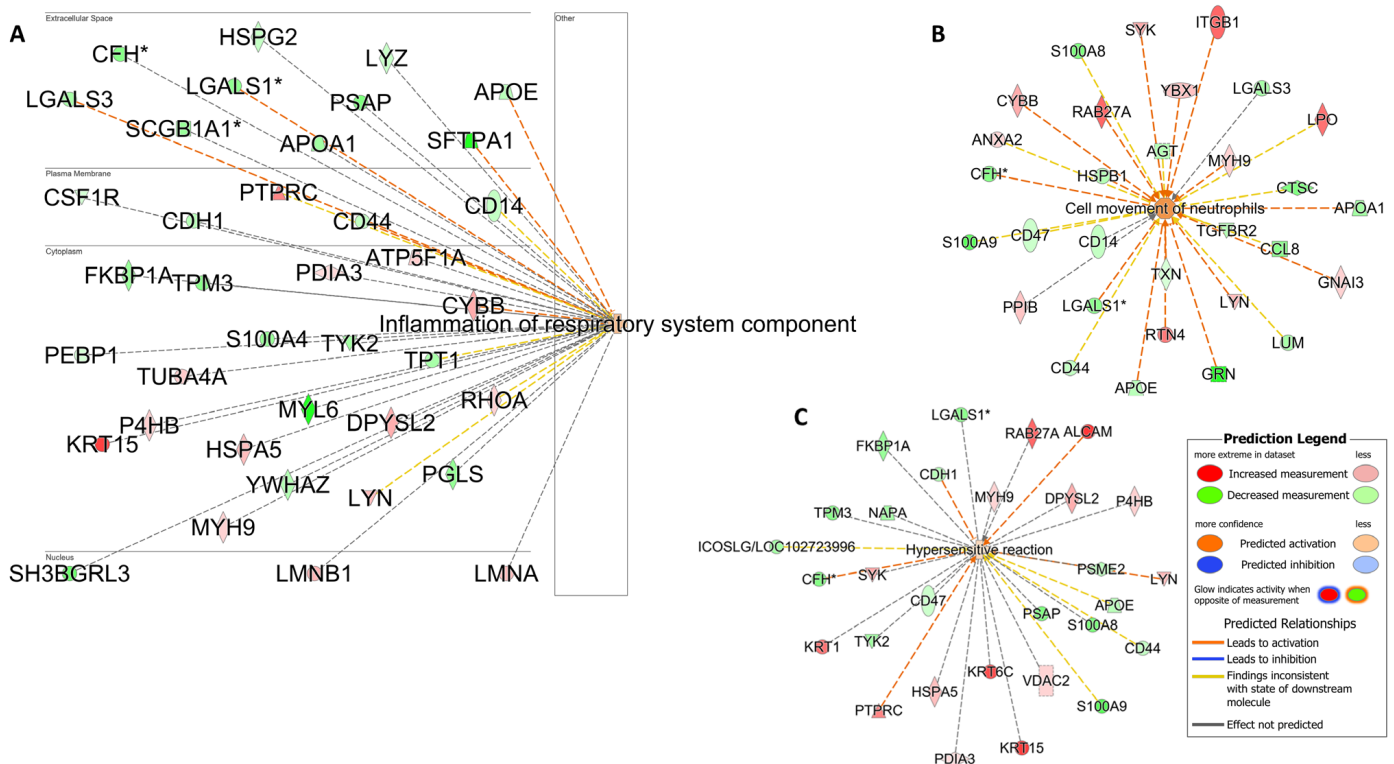 A
Extracellular Space
Other
HSPG2
CFH*
LYZ
LGALS1*
APOE
LGALS3
PSAP
SCGB1A1*
APOA1
SFTPA1
Plasma Membrane
CSF1R
PTPRC
CD14
CDH1
CD44
Cytoplasm
ATP5F1A
FKBP1A
TPM3
PDIA3
CYBB
Inflammation of respiratory system component
S100A4
TYK2
PEBP1
TPT1
TUBA4A
RHOA
MYL6
P4HB
DPYSL2
KRT15
HSPA5
PGLS
YWHAZ
LYN
MYH9
Nucleus
SH3BGRL3
LMNB1
LMNA
B
ITGB1
SYK
S100A8
LGALS3
YBX1
CYBB
RAB27A
LPO
ANXA2
AGT
MYH9
CFH*
HSPB1
CTSC
Cell movement of neutrophils
APOA1
TGFBR2
S100A9
CD47
CD14
CCL8
TXN
GNAI3
PPIB
LGALS1*
LYN
RTN4
LUM
CD44
GRN
APOE
C
LGALS1*
RAB27A
ALCAM
FKBP1A
CDH1
MYH9
DPYSL2
P4HB
TPM3
NAPA
ICOSLG/LOC102723996
Hypersensitive reaction
CFH*
SYK
PSME2
LYN
CD47
APOE
PSAP
S100A8
KRT1
TYK2
CD44
KRT6C
VDAC2
HSPA5
S100A9
PTPRC
KRT15
PDIA3
Prediction Legend
more extreme in dataset
less
Increased measurement
Decreased measurement
more confidence
less
Predicted activation
Predicted inhibition
Glow indicates activity when
opposite of measurement
Predicted Relationships
Leads to activation
Leads to inhibition
Findings inconsistent
with state of downstream
molecule
Effect not predicted